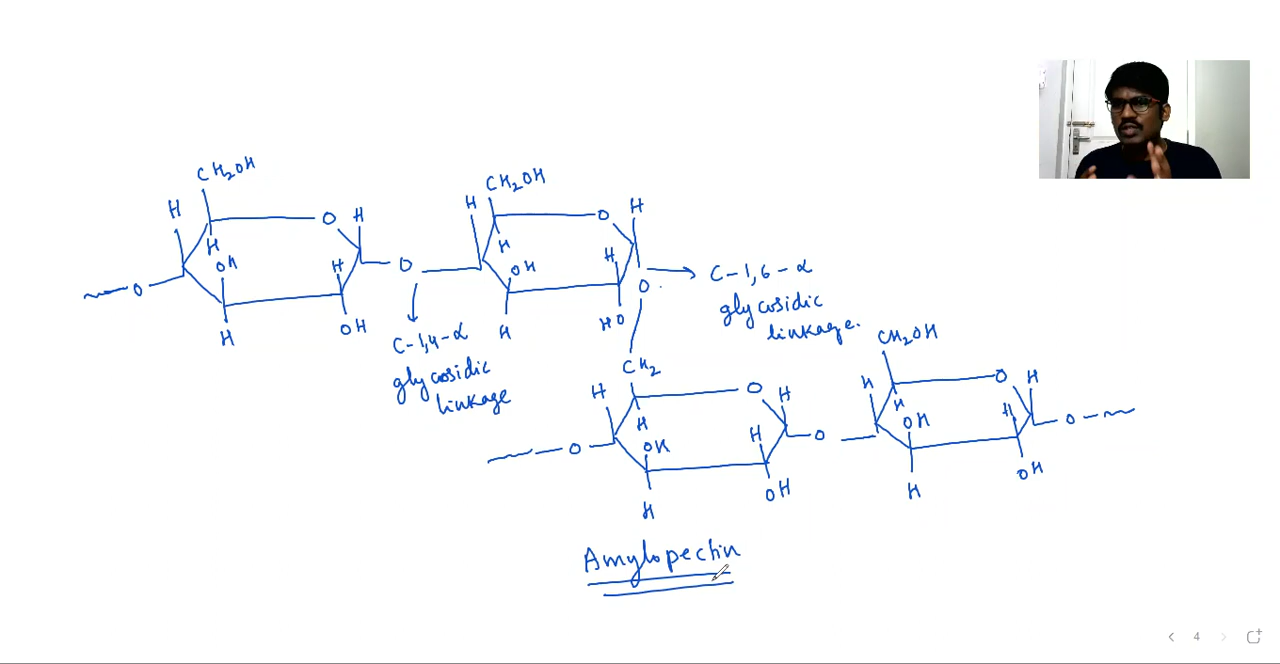 CH2OH
H
O
H
H
OH
H
O
O
H
OH
CH2OH
H
O
H
H
OH
H
O
H
HO
C-1,4-α
glycosidic
linkage
C-1,6-α
glycosidic
linkage.
CH2
H
O
H
H
OH
H
O
O
H
OH
CH2OH
H
O
H
H
OH
H
O
H
OH
Amylopectin
4